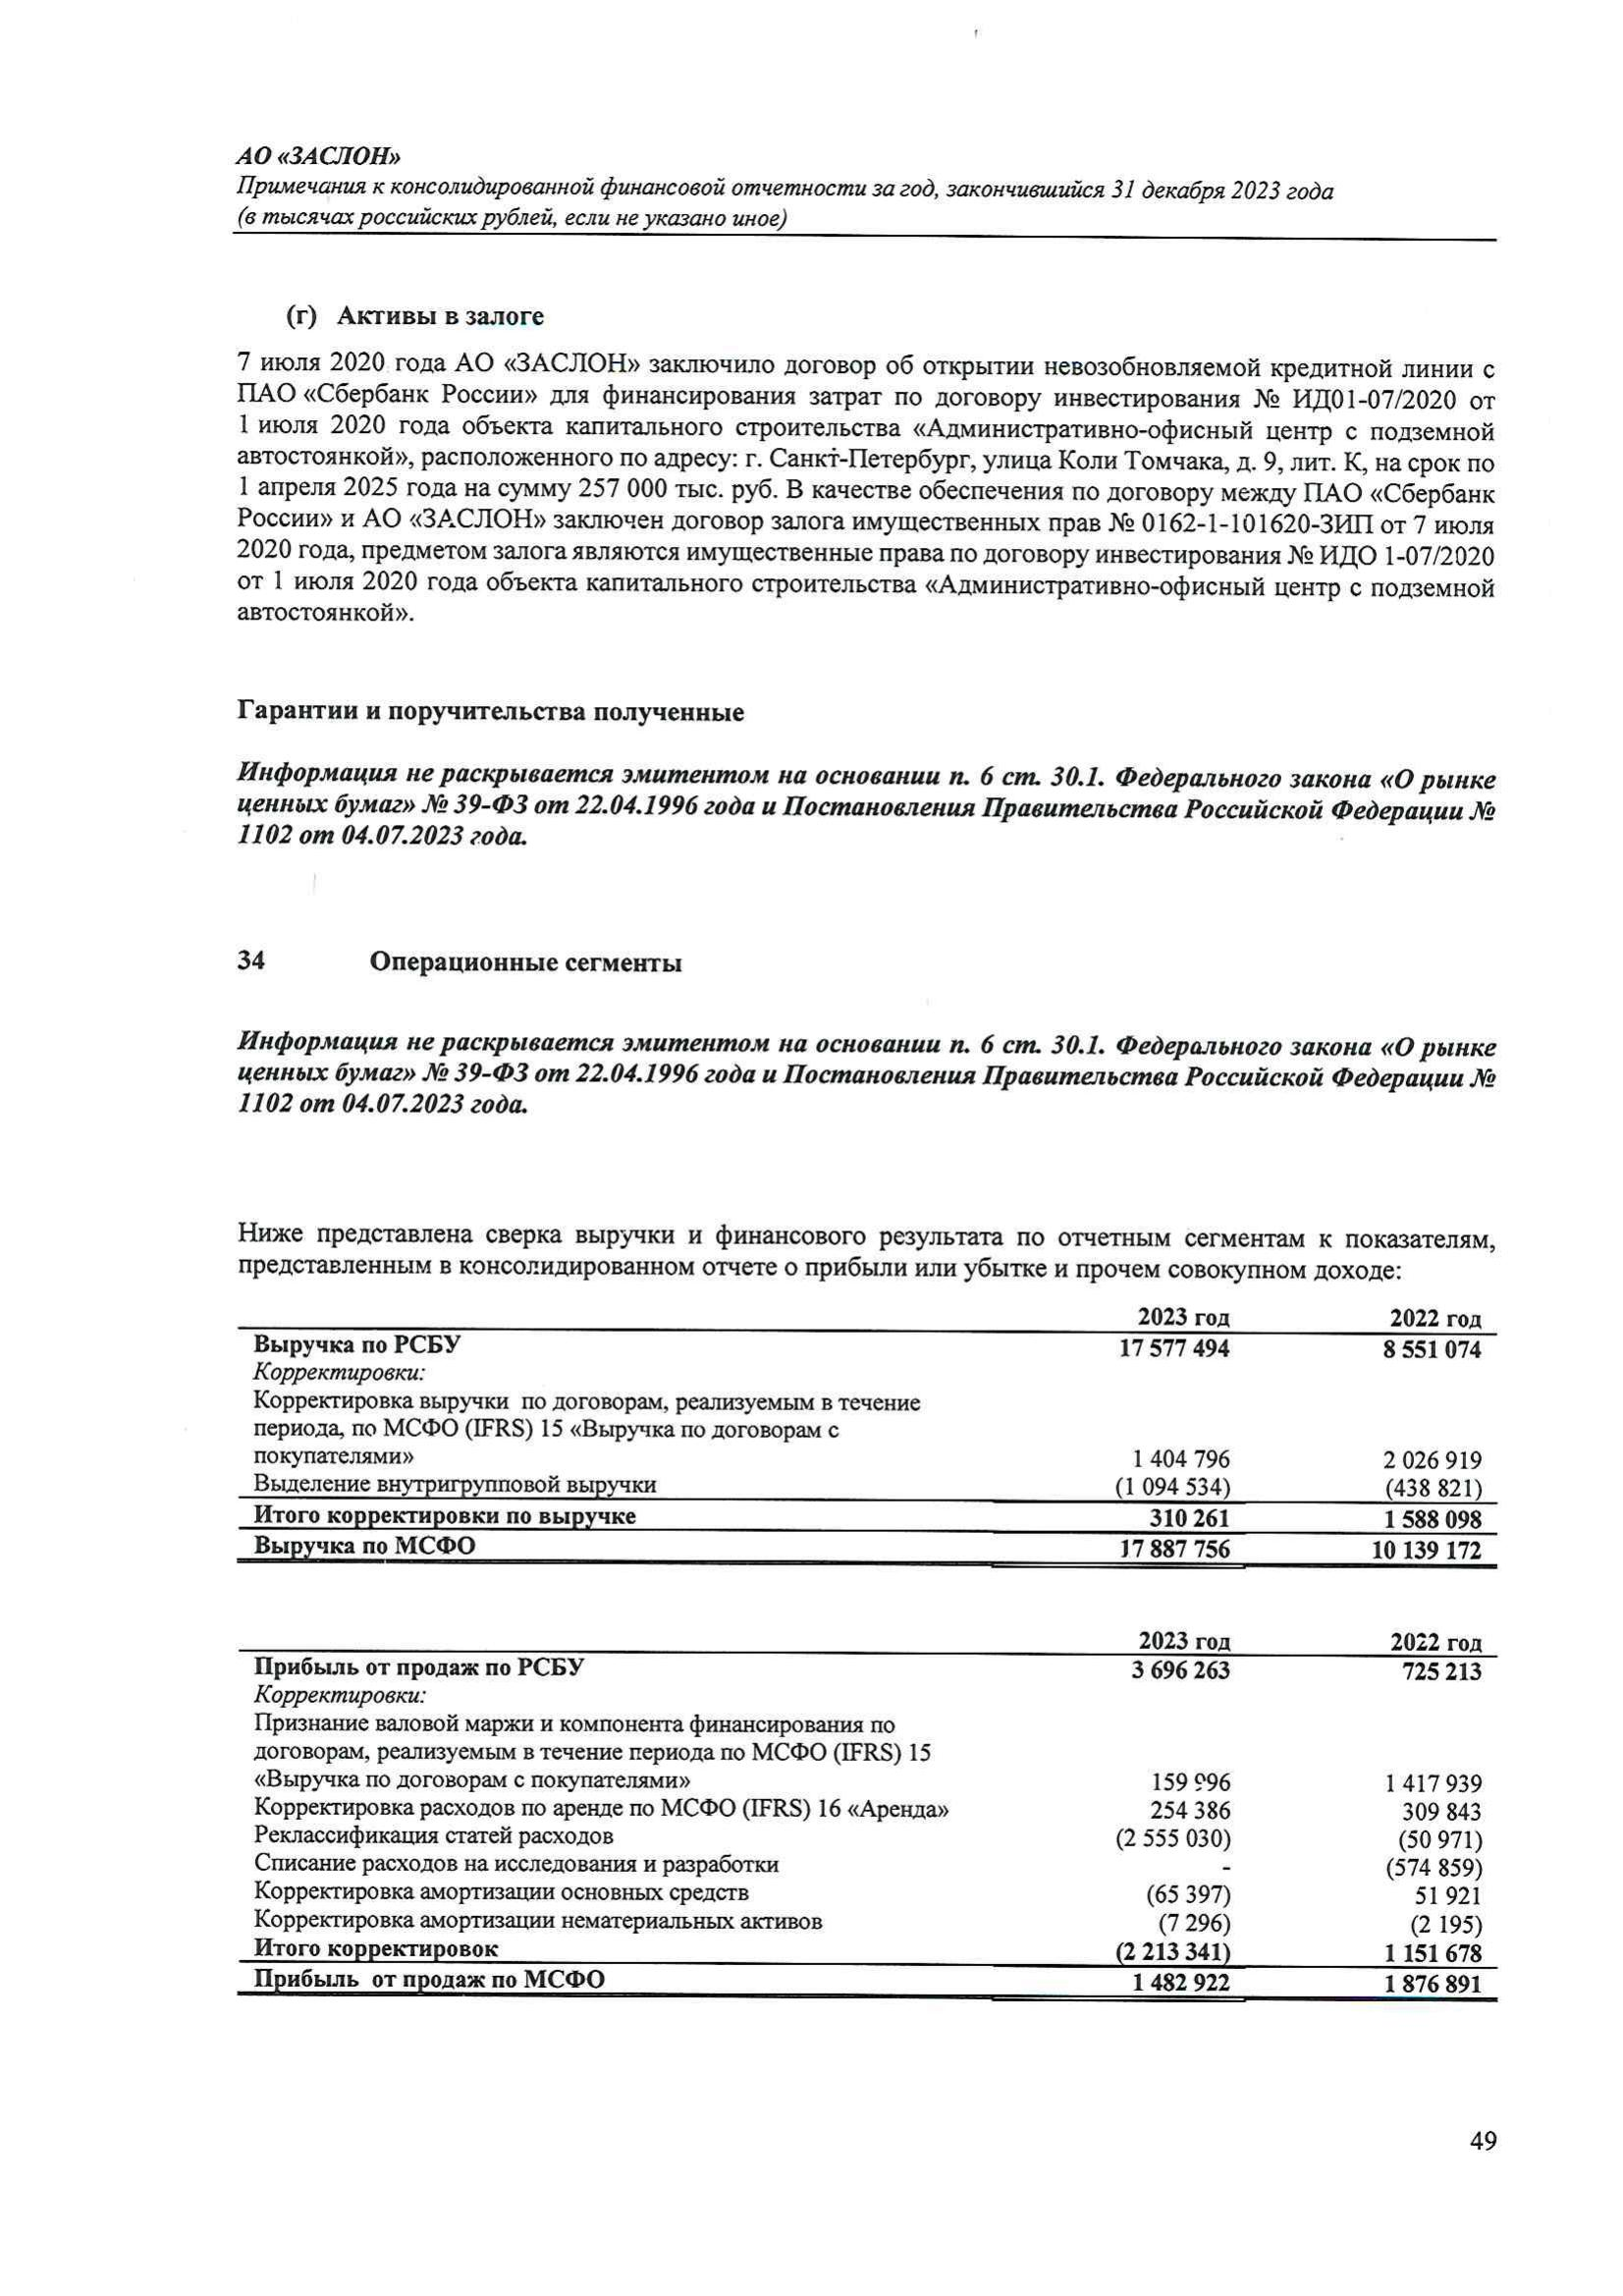 АО «ЗАСЛОН»
Примечания к консолидированной финансовой отчетности за год, закончившийся 31 декабря 2023 года
(в тысячах российских рублей, если не указано иное)
(г) Активы в залоге
7 июля 2020 года АО «ЗАСЛОН» заключило договор об открытии невозобновляемой кредитной линии с
ПАО «Сбербанк России» для финансирования затрат по договору инвестирования № ИД01-07/2020 от
1 июля 2020 года объекта капитального строительства «Административно-офисный центр с подземной
автостоянкой», расположенного по адресу: г. Санкт-Петербург, улица Коли Томчака, д. 9, лит. К, на срок по
1 апреля 2025 года на сумму 257 000 тыс. руб. В качестве обеспечения по договору между ПАО «Сбербанк
России» и АО «ЗАСЛОН» заключен договор залога имущественных прав № 0162-1-101620-ЗИП от 7 июля
2020 года, предметом залога являются имущественные права по договору инвестирования № ИДО 1-07/2020
от 1 июля 2020 года объекта капитального строительства «Административно-офисный центр с подземной
автостоянкой».
Гарантии и поручительства полученные
Информация не раскрывается эмитентом на основании п. 6 ст. 30.1. Федерального закона «О рынке
ценных бумаг» № 39-ФЗ от 22.04.1996 года и Постановления Правительства Российской Федерации №
1102 от 04.07.2023 года.
34 Операционные сегменты
Информация не раскрывается эмитентом на основании п. 6 ст. 30.1. Федерального закона «О рынке
ценных бумаг» № 39-ФЗ от 22.04.1996 года и Постановления Правительства Российской Федерации №
1102 от 04.07.2023 года.
Ниже представлена сверка выручки и финансового результата по отчетным сегментам к показателям,
представленным в консолидированном отчете о прибыли или убытке и прочем совокупном доходе:
2023 год 2022 год
Выручка по РСБУ 17 577 494 8 551 074
Корректировки:
Корректировка выручки по договорам, реализуемым в течение
периода, по МСФО (IFRS) 15 «Выручка по договорам с
покупателями» 1 404 796 2 026 919
Выделение внутригрупповой выручки (1 094 534) (438 821)
Итого корректировки по выручке 310 261 1 588 098
Выручка по МСФО 17 887 756 10 139 172
2023 год 2022 год
Прибыль от продаж по РСБУ 3 696 263 725 213
Корректировки:
Признание валовой маржи и компонента финансирования по
договорам, реализуемым в течение периода по МСФО (IFRS) 15
«Выручка по договорам с покупателями» 159 996 1 417 939
Корректировка расходов по аренде по МСФО (IFRS) 16 «Аренда» 254 386 309 843
Реклассификация статей расходов (2 555 030) (50 971)
Списание расходов на исследования и разработки - (574 859)
Корректировка амортизации основных средств (65 397) 51 921
Корректировка амортизации нематериальных активов (7 296) (2 195)
Итого корректировок (2 213 341) 1 151 678
Прибыль от продаж по МСФО 1 482 922 1 876 891
49